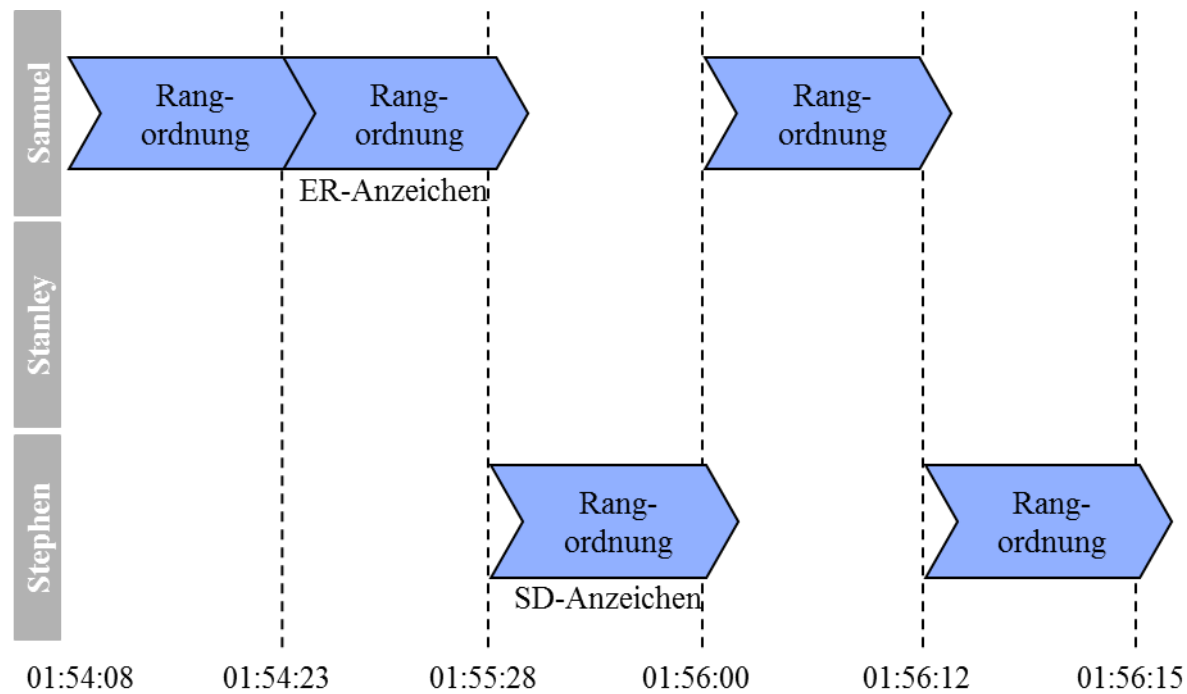 Samuel
Rang-
ordnung
Rang-
ordnung
ER-Anzeichen
Rang-
ordnung
Stanley
Stephen
Rang-
ordnung
SD-Anzeichen
Rang-
ordnung
01:54:08 01:54:23 01:55:28 01:56:00 01:56:12 01:56:15